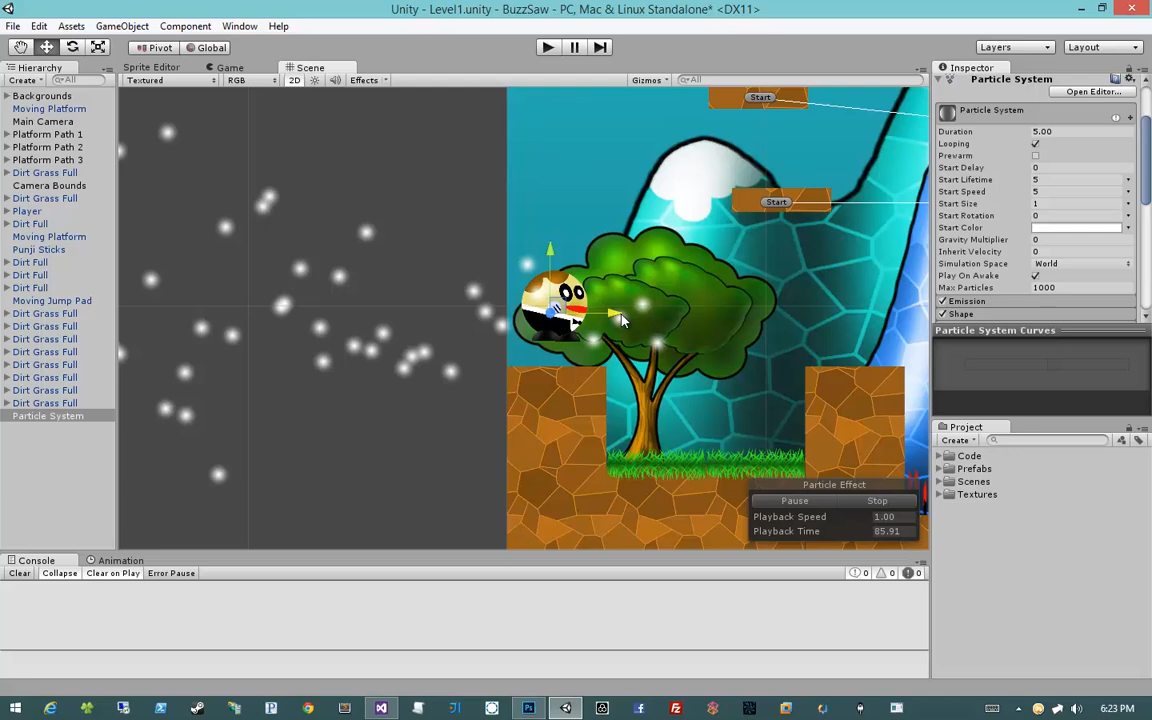 Unity - Level1.unity - BuzzSaw - PC, Mac & Linux Standalone* <DX11>
File Edit Assets GameObject Component Window Help
Pivot Global Layers Layout
Hierarchy Sprite Editor Game Scene Inspector
Create All Textured RGB 2D Effects Gizmos All Particle System
Open Editor...
Backgrounds
Moving Platform
Main Camera
Platform Path 1
Platform Path 2
Platform Path 3
Dirt Grass Full
Camera Bounds
Dirt Grass Full
Player
Dirt Full
Moving Platform
Punji Sticks
Dirt Full
Dirt Full
Dirt Full
Moving Jump Pad
Dirt Grass Full
Dirt Grass Full
Dirt Grass Full
Dirt Grass Full
Dirt Grass Full
Dirt Grass Full
Dirt Grass Full
Dirt Grass Full
Particle System
Start
Start
Particle Effect
Pause Stop
Playback Speed 1.00
Playback Time 85.91
Particle System
Duration 5.00
Looping
Prewarm
Start Delay 0
Start Lifetime 5
Start Speed 5
Start Size 1
Start Rotation 0
Start Color
Gravity Multiplier 0
Inherit Velocity 0
Simulation Space World
Play On Awake
Max Particles 1000
Emission
Shape
Particle System Curves
Project
Create
Code
Prefabs
Scenes
Textures
Console Animation
Clear Collapse Clear on Play Error Pause 0 0 0
6:23 PM